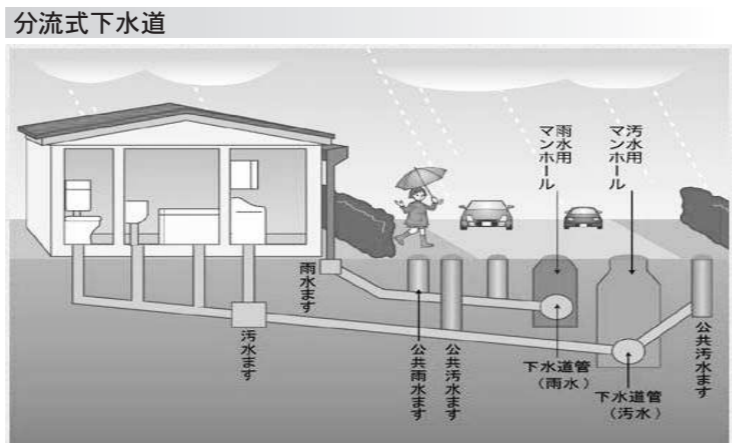 分流式下水道
雨水用
マンホール
汚水用
マンホール
雨水ます
汚水ます
公共雨水ます
公共汚水ます
下水道管
（雨水）
下水道管
（汚水）
公共汚水ます